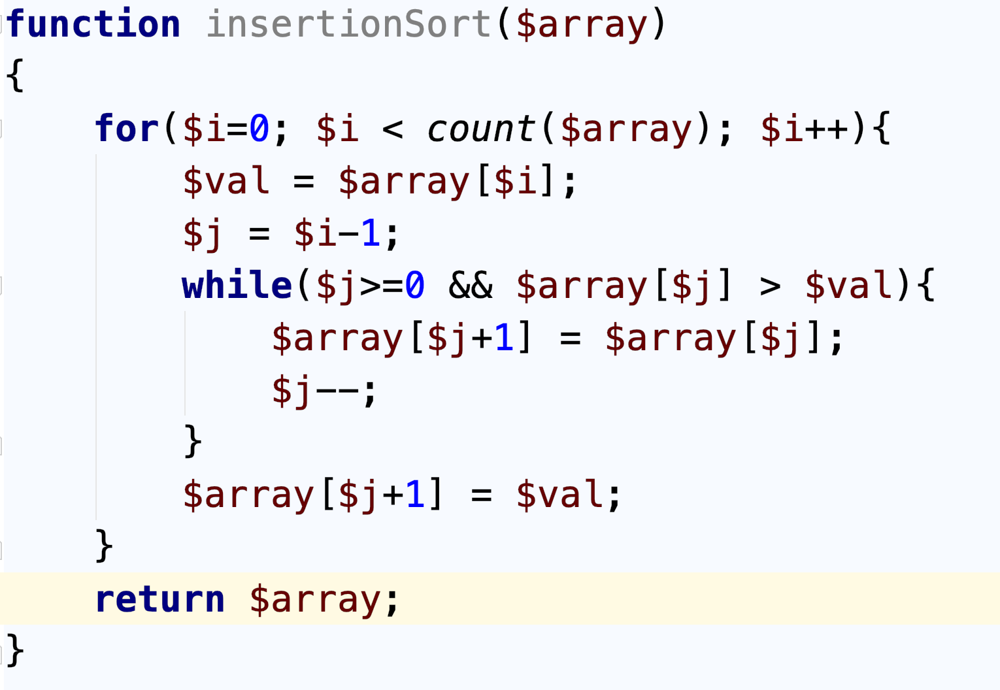 function insertionSort($array)
{
    for($i=0; $i < count($array); $i++){
        $val = $array[$i];
        $j = $i-1;
        while($j>=0 && $array[$j] > $val){
            $array[$j+1] = $array[$j];
            $j--;
        }
        $array[$j+1] = $val;
    }
    return $array;
}